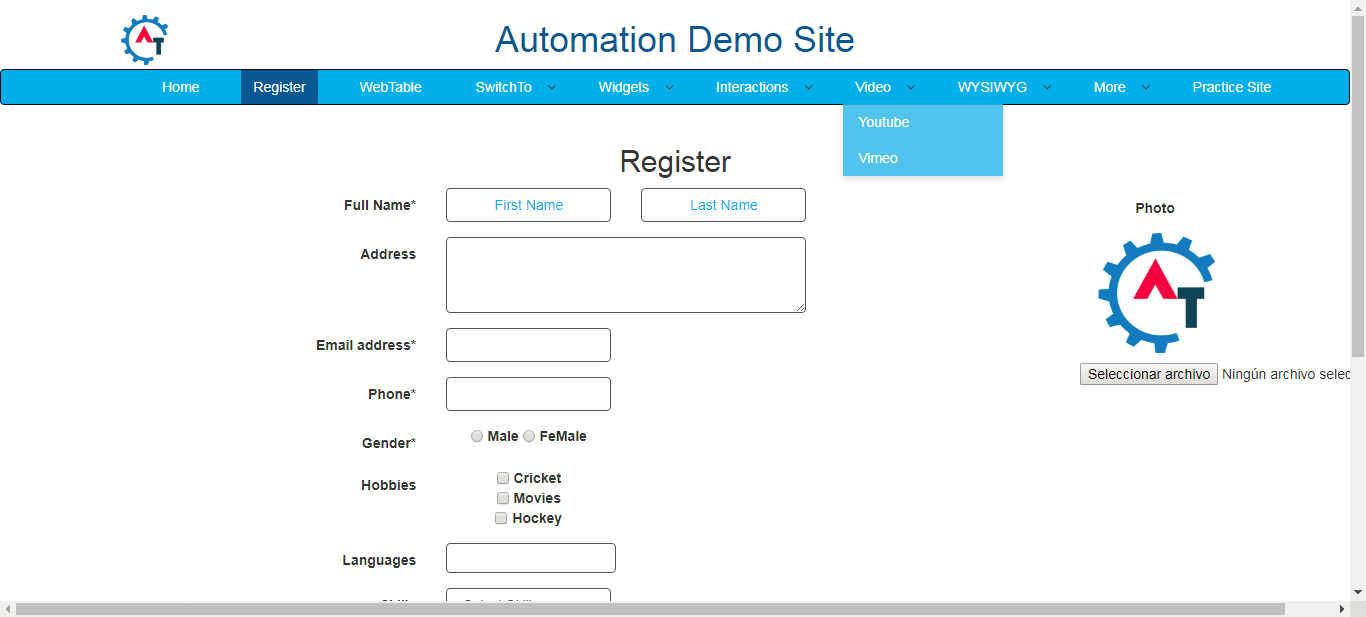 Automation Demo Site
Home Register WebTable SwitchTo Widgets Interactions Video WYSIWYG More Practice Site
Youtube
Vimeo
Register
Full Name* First Name Last Name
Photo
Address
Email address*
Seleccionar archivo Ningún archivo selec
Phone*
Gender* Male FeMale
Hobbies Cricket
Movies
Hockey
Languages